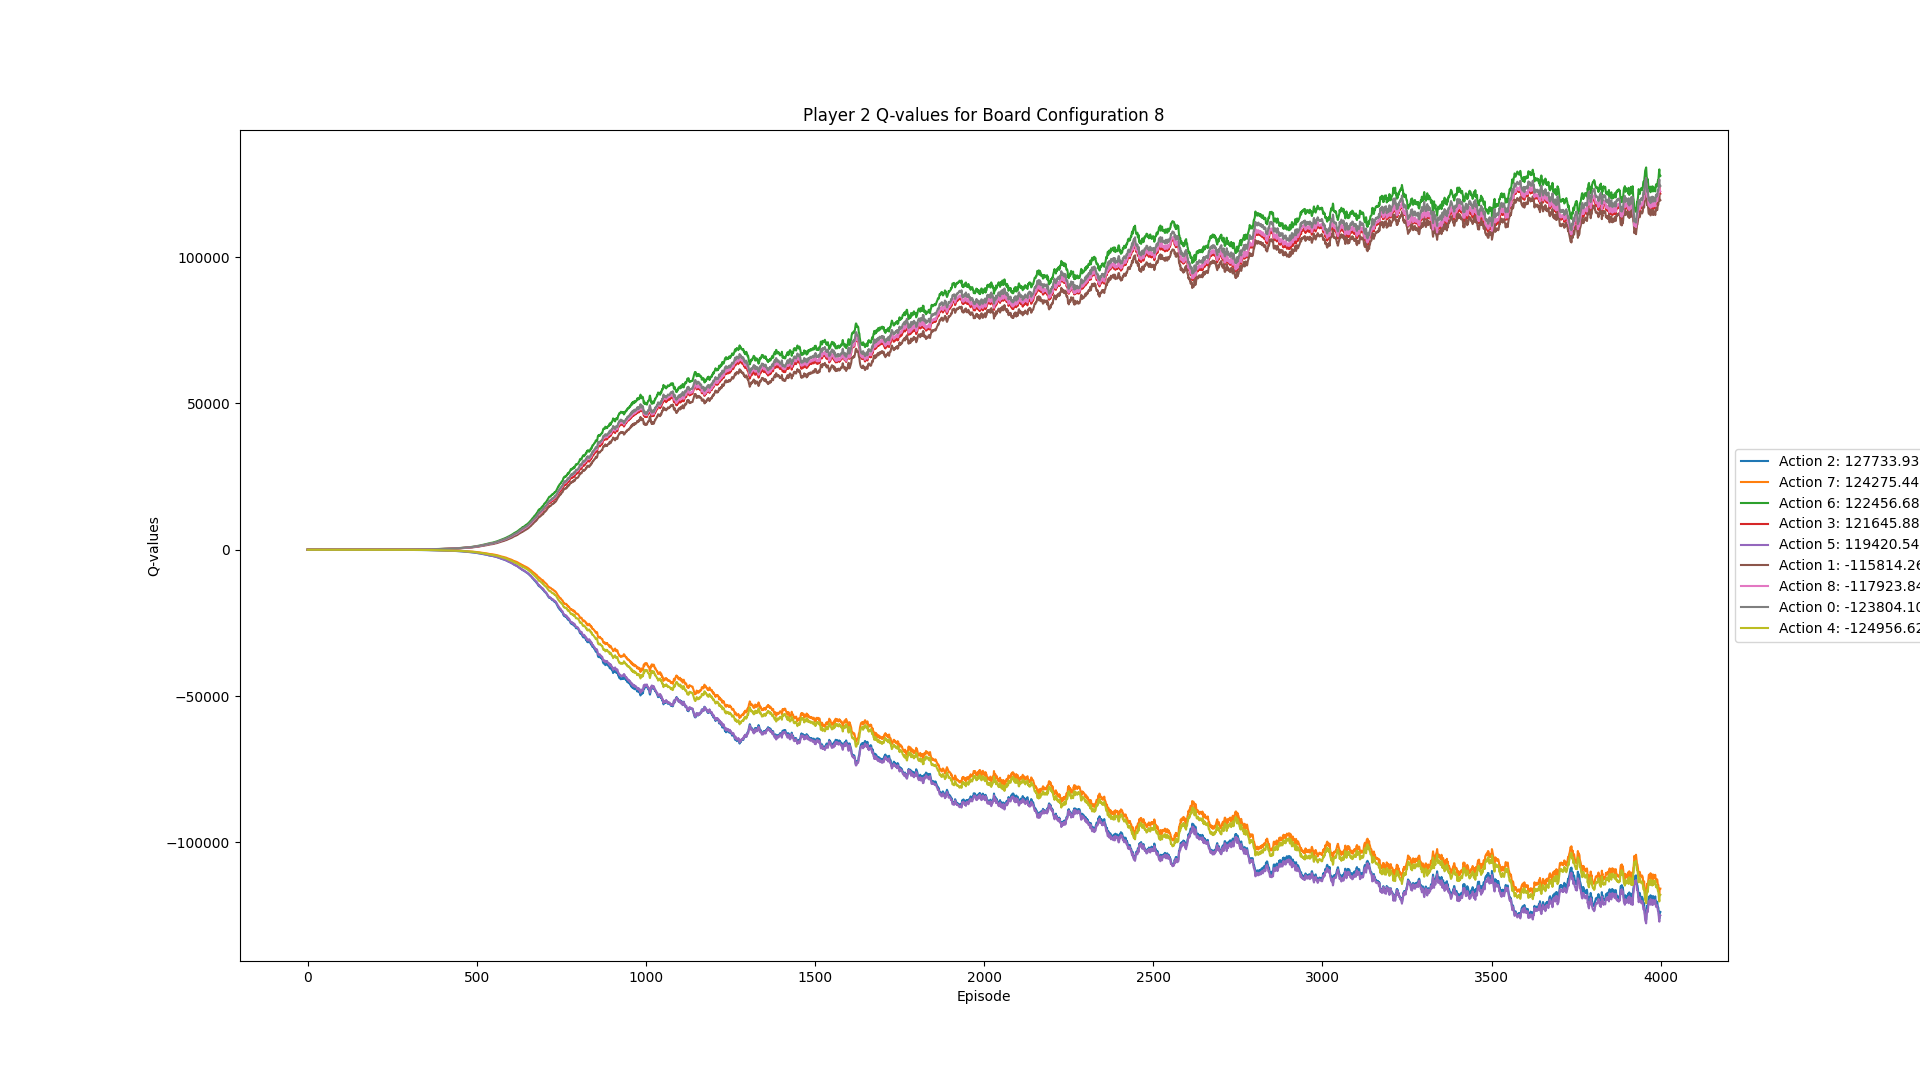 Player 2 Q-values for Board Configuration 8
100000
50000
0
−50000
−100000
Q-values
0
500
1000
1500
2000
2500
3000
3500
4000
Episode
Action 2: 127733.93
Action 7: 124275.44
Action 6: 122456.68
Action 3: 121645.88
Action 5: 119420.54
Action 1: -115814.26
Action 8: -117923.84
Action 0: -123804.10
Action 4: -124956.62